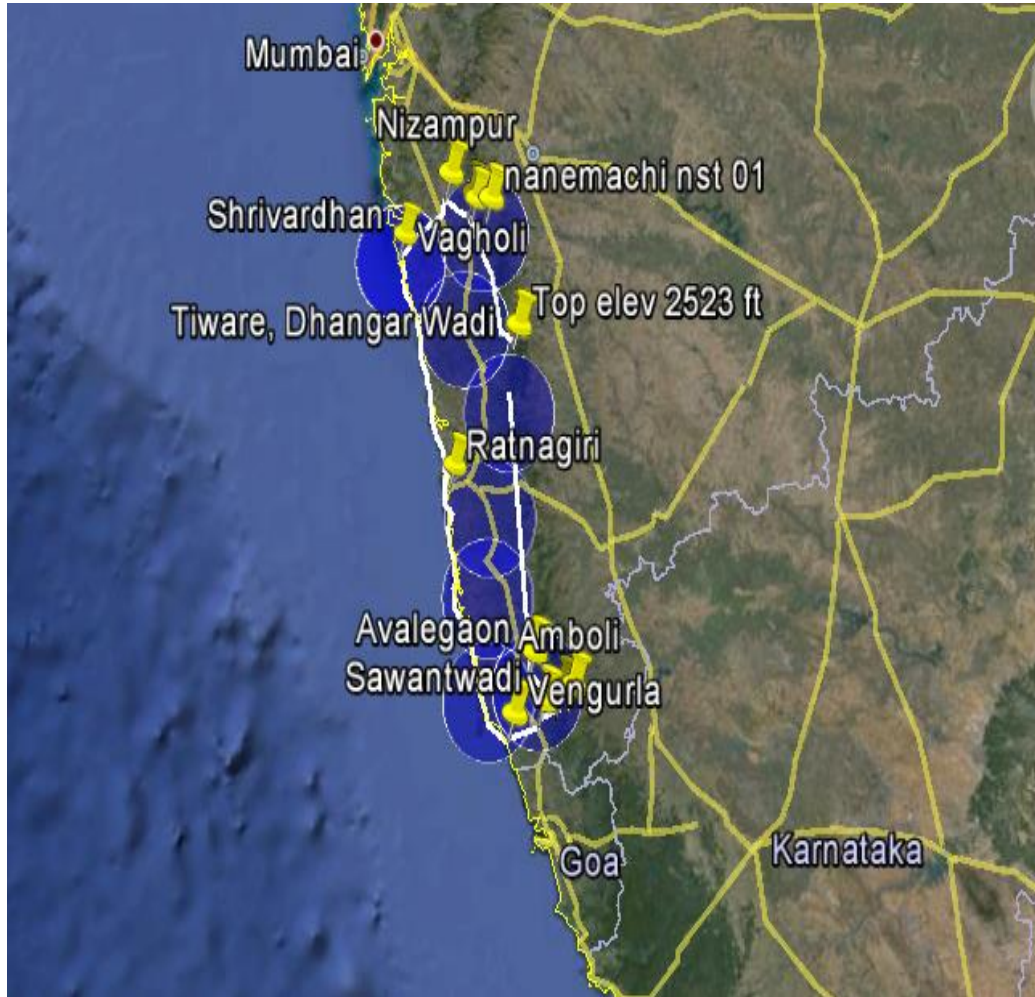 Mumbai
Nizampur
nanemachi nst 01
Shrivardhan
Vagholi
Top elev 2523 ft
Tiware, Dhangar Wadi
Ratnagiri
Avalegaon
Amboli
Sawantwadi
Vengurla
Goa
Karnataka